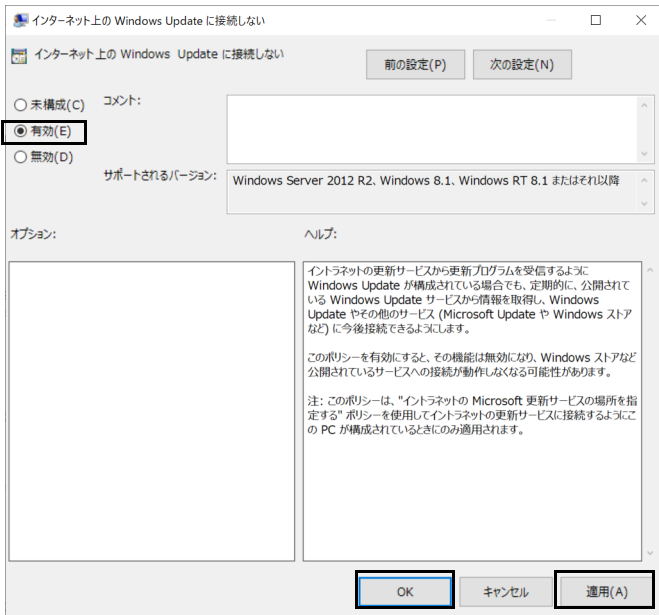 インターネット上の Windows Update に接続しない
インターネット上の Windows Update に接続しない
前の設定(P)
次の設定(N)
未構成(C)
有効(E)
無効(D)
コメント:
サポートされるバージョン:
Windows Server 2012 R2、Windows 8.1、Windows RT 8.1 またはそれ以降
オプション:
ヘルプ:
イントラネットの更新サービスから更新プログラムを受信するように
Windows Update が構成されている場合でも、定期的に、公開されて
いる Windows Update サービスから情報を取得し、Windows
Update やその他のサービス (Microsoft Update や Windows ストア
など) に今後接続できるようにします。
このポリシーを有効にすると、その機能は無効になり、Windows ストアなど
公開されているサービスへの接続が動作しなくなる可能性があります。
注: このポリシーは、"イントラネットの Microsoft 更新サービスの場所を指
定する" ポリシーを使用してイントラネットの更新サービスに接続するようにこ
の PC が構成されているときにのみ適用されます。
OK
キャンセル
適用(A)